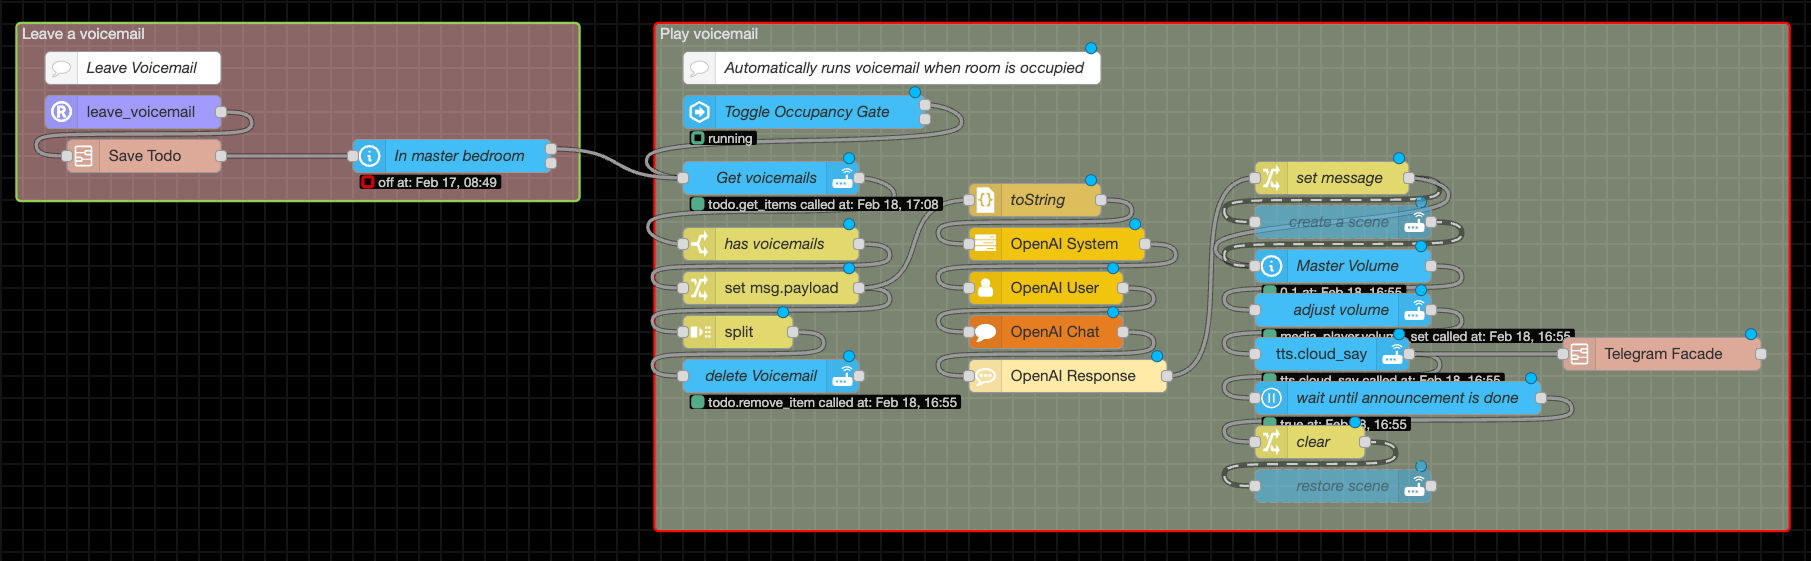 Leave a voicemail
Leave Voicemail
leave_voicemail
Save Todo
In master bedroom
off at: Feb 17, 08:49
Play voicemail
Automatically runs voicemail when room is occupied
Toggle Occupancy Gate
running
Get voicemails
todo.get_items called at: Feb 18, 17:08
has voicemails
set msg.payload
split
delete Voicemail
todo.remove_item called at: Feb 18, 16:55
toString
OpenAI System
OpenAI User
OpenAI Chat
OpenAI Response
set message
create a scene
Master Volume
0.1 at: Feb 18, 16:55
adjust volume
media_player.volume_set called at: Feb 18, 16:55
tts.cloud_say
Telegram Facade
tts.cloud_say called at: Feb 18, 16:55
wait until announcement is done
true at: Feb 18, 16:55
clear
restore scene